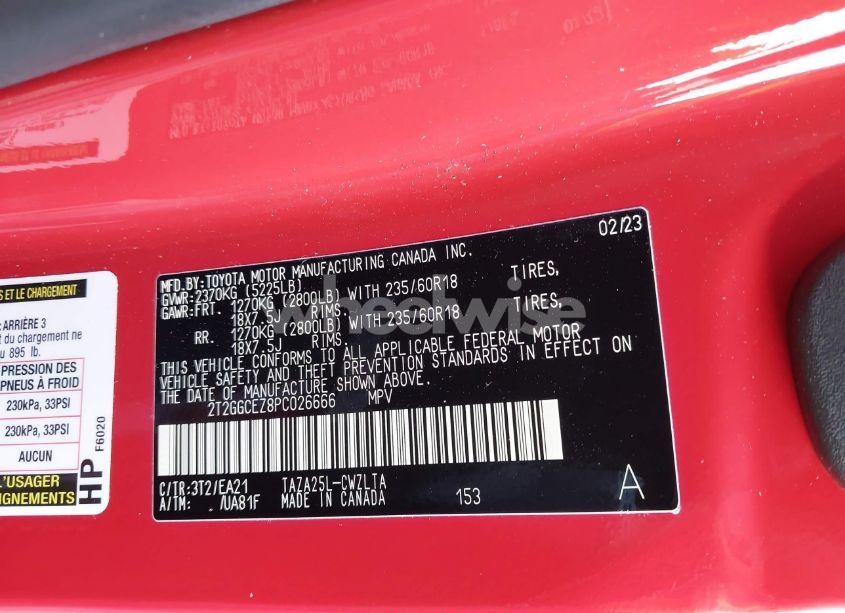 02/23
MFD.BY:TOYOTA MOTOR MANUFACTURING CANADA INC.
GVWR:2370KG (5225LB)
GAWR:FRT. 1270KG (2800LB) WITH 235/60R18 TIRES,
18X7.5J RIMS.
RR. 1270KG (2800LB) WITH 235/60R18 TIRES,
18X7.5J RIMS.
THIS VEHICLE CONFORMS TO ALL APPLICABLE FEDERAL MOTOR
VEHICLE SAFETY AND THEFT PREVENTION STANDARDS IN EFFECT ON
THE DATE OF MANUFACTURE SHOWN ABOVE.
2T2GGCEZ8PC026666 MPV
C/TR:3T2/EA21 TAZA25L-CWZLTA
A/TM: /UA81F MADE IN CANADA 153 A
wheelwise
S ET LE CHARGEMENT
:ARRIÈRE 3
t du chargement ne
u 895 lb.
PRESSION DES
PNEUS À FROID
230kPa, 33PSI
230kPa, 33PSI
AUCUN
L'USAGER
IGNEMENTS
HP
F6020